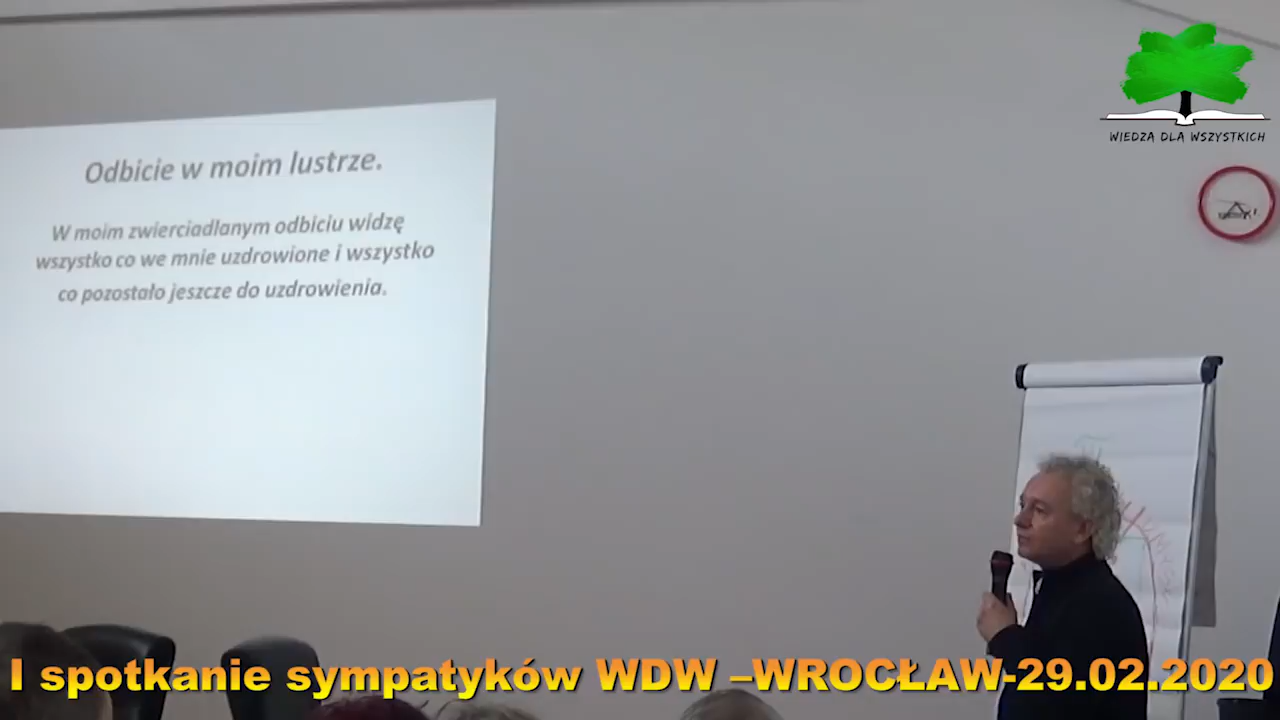 WIEDZA DLA WSZYSTKICH
Odbicie w moim lustrze.
W moim zwierciadlanym odbiciu widzę
wszystko co we mnie uzdrowione i wszystko
co pozostało jeszcze do uzdrowienia.
I spotkanie sympatyków WDW –WROCŁAW-29.02.2020